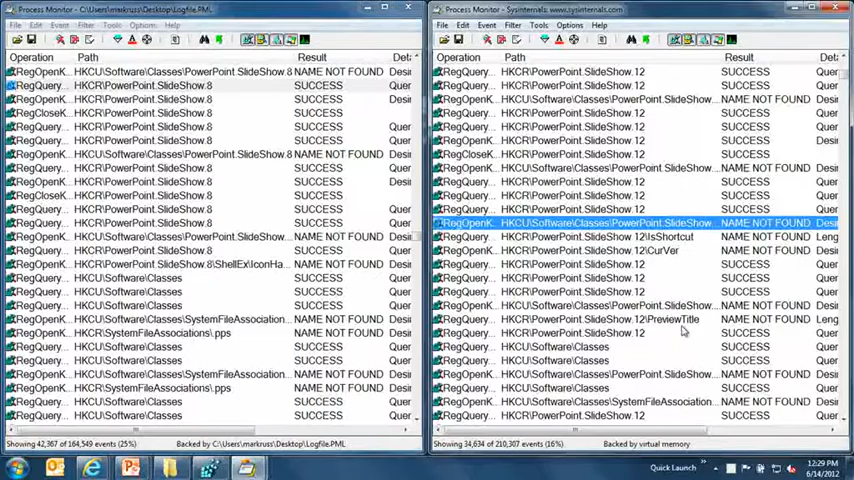 Process Monitor - C:\Users\markruss\Desktop\Logfile.PML
File Edit Event Filter Tools Options Help
Operation Path Result Deta
RegOpenK... HKCU\Software\Classes\PowerPoint.SlideShow.8 NAME NOT FOUND Desir
RegQuery... HKCR\PowerPoint.SlideShow.8 SUCCESS Quer
RegOpenK... HKCR\PowerPoint.SlideShow.8 SUCCESS Desir
RegCloseK... HKCR\PowerPoint.SlideShow.8 SUCCESS
RegQuery... HKCR\PowerPoint.SlideShow.8 SUCCESS Quer
RegQuery... HKCR\PowerPoint.SlideShow.8 SUCCESS Quer
RegOpenK... HKCU\Software\Classes\PowerPoint.SlideShow.8 NAME NOT FOUND Desir
RegQuery... HKCR\PowerPoint.SlideShow.8 SUCCESS Quer
RegOpenK... HKCR\PowerPoint.SlideShow.8 SUCCESS Desir
RegCloseK... HKCR\PowerPoint.SlideShow.8 SUCCESS
RegQuery... HKCR\PowerPoint.SlideShow.8 SUCCESS Quer
RegQuery... HKCR\PowerPoint.SlideShow.8 SUCCESS Quer
RegOpenK... HKCU\Software\Classes\PowerPoint.SlideShow... NAME NOT FOUND Desir
RegQuery... HKCR\PowerPoint.SlideShow.8 SUCCESS Quer
RegOpenK... HKCR\PowerPoint.SlideShow.8\ShellEx\IconHa... NAME NOT FOUND Desir
RegQuery... HKCU\Software\Classes SUCCESS Quer
RegQuery... HKCU\Software\Classes SUCCESS Quer
RegOpenK... HKCU\Software\Classes\SystemFileAssociation... NAME NOT FOUND Desir
RegOpenK... HKCR\SystemFileAssociations\.pps NAME NOT FOUND Desir
RegQuery... HKCU\Software\Classes SUCCESS Quer
RegQuery... HKCU\Software\Classes SUCCESS Quer
RegOpenK... HKCU\Software\Classes\SystemFileAssociation... NAME NOT FOUND Desir
RegOpenK... HKCR\SystemFileAssociations\.pps NAME NOT FOUND Desir
RegQuery... HKCU\Software\Classes SUCCESS Quer
RegQuery... HKCU\Software\Classes SUCCESS Quer
Showing 42,367 of 164,549 events (25%) Backed by C:\Users\markruss\Desktop\Logfile.PML
Process Monitor - Sysinternals: www.sysinternals.com
File Edit Event Filter Tools Options Help
Operation Path Result Detai
RegQuery... HKCR\PowerPoint.SlideShow.12 SUCCESS Quer
RegQuery... HKCR\PowerPoint.SlideShow.12 SUCCESS Quer
RegOpenK... HKCU\Software\Classes\PowerPoint.SlideShow... NAME NOT FOUND Desi
RegQuery... HKCR\PowerPoint.SlideShow.12 SUCCESS Quer
RegQuery... HKCR\PowerPoint.SlideShow.12 SUCCESS Quer
RegOpenK... HKCR\PowerPoint.SlideShow.12 SUCCESS Desi
RegCloseK... HKCR\PowerPoint.SlideShow.12 SUCCESS
RegOpenK... HKCU\Software\Classes\PowerPoint.SlideShow... NAME NOT FOUND Desi
RegQuery... HKCR\PowerPoint.SlideShow.12 SUCCESS Quer
RegQuery... HKCR\PowerPoint.SlideShow.12 SUCCESS Quer
RegQuery... HKCR\PowerPoint.SlideShow.12 SUCCESS Quer
RegOpenK... HKCU\Software\Classes\PowerPoint.SlideShow... NAME NOT FOUND Desi
RegQuery... HKCR\PowerPoint.SlideShow.12\IsShortcut NAME NOT FOUND Leng
RegOpenK... HKCR\PowerPoint.SlideShow.12\CurVer NAME NOT FOUND Desi
RegQuery... HKCR\PowerPoint.SlideShow.12 SUCCESS Quer
RegQuery... HKCR\PowerPoint.SlideShow.12 SUCCESS Quer
RegQuery... HKCR\PowerPoint.SlideShow.12 SUCCESS Quer
RegOpenK... HKCU\Software\Classes\PowerPoint.SlideShow... NAME NOT FOUND Desi
RegQuery... HKCR\PowerPoint.SlideShow.12\PreviewTitle NAME NOT FOUND Leng
RegQuery... HKCR\PowerPoint.SlideShow.12 SUCCESS Quer
RegQuery... HKCU\Software\Classes SUCCESS Quer
RegQuery... HKCU\Software\Classes SUCCESS Quer
RegOpenK... HKCU\Software\Classes\PowerPoint.SlideShow... NAME NOT FOUND Desi
RegQuery... HKCU\Software\Classes SUCCESS Quer
RegOpenK... HKCU\Software\Classes\SystemFileAssociation... NAME NOT FOUND Desi
RegQuery... HKCR\PowerPoint.SlideShow.12 SUCCESS Quer
Showing 34,634 of 210,307 events (16%) Backed by virtual memory
Quick Launch
12:29 PM
6/14/2012